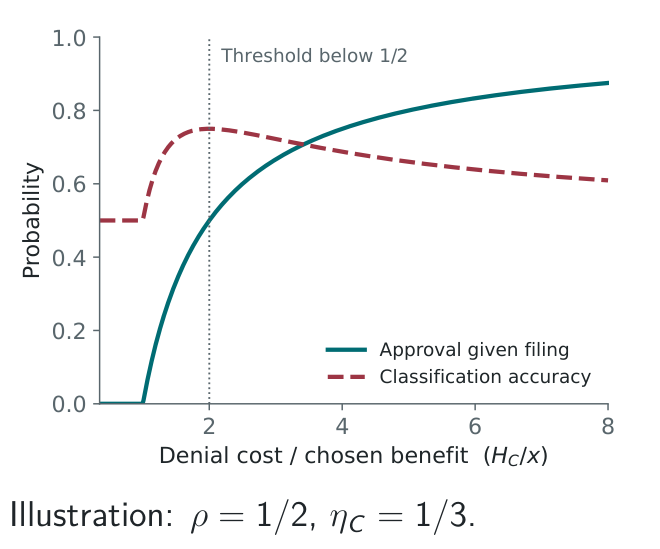 1.0
0.8
0.6
0.4
0.2
0.0
Probability
Threshold below 1/2
Approval given filing
Classification accuracy
2 4 6 8
Denial cost / chosen benefit (H_C/x)
Illustration: ρ = 1/2, η_C = 1/3.